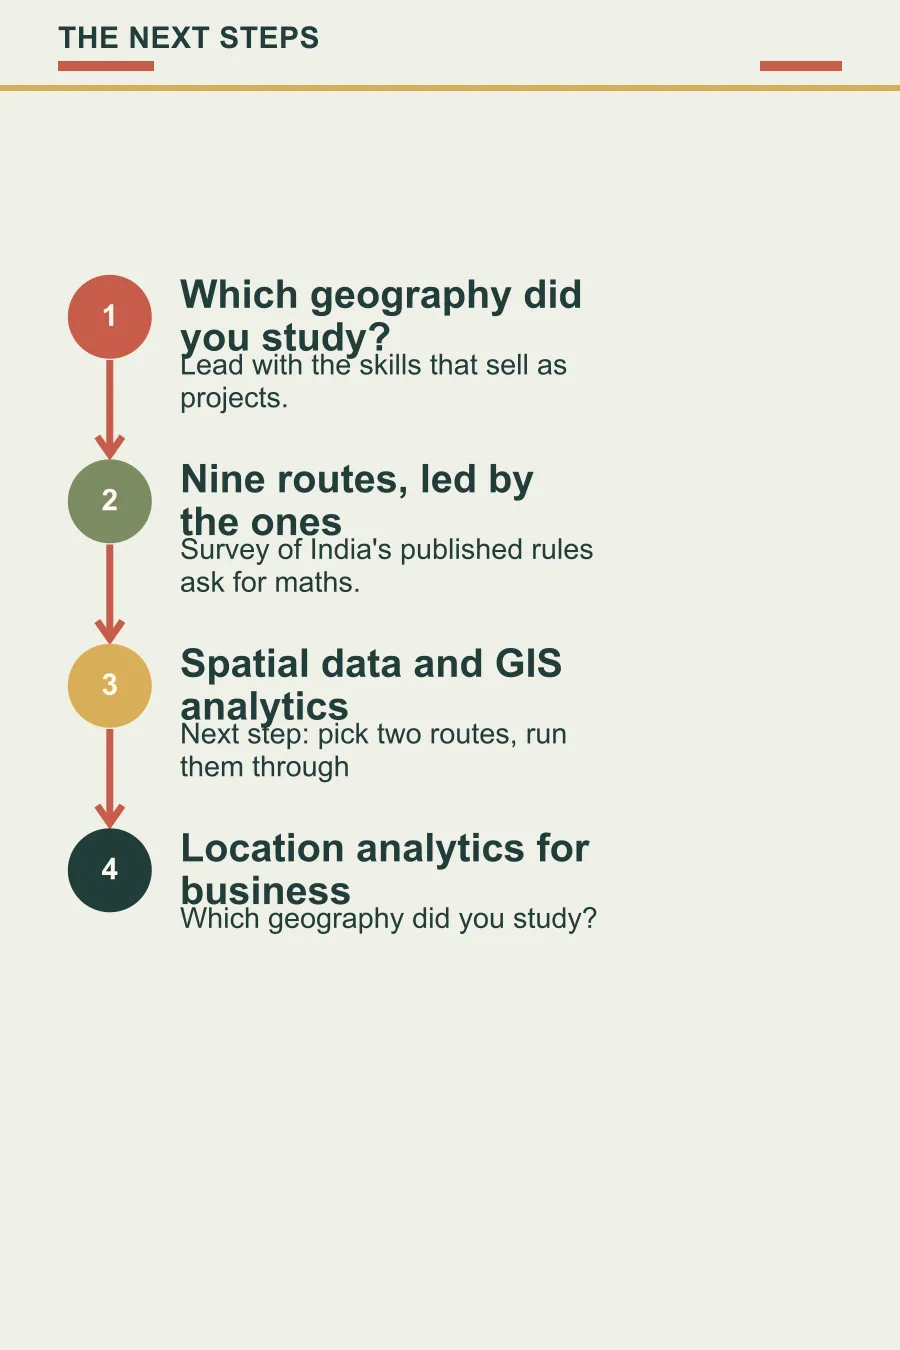 THE NEXT STEPS
1
Which geography did
you study?
Lead with the skills that sell as
projects.
2
Nine routes, led by
the ones
Survey of India's published rules
ask for maths.
3
Spatial data and GIS
analytics
Next step: pick two routes, run
them through
4
Location analytics for
business
Which geography did you study?